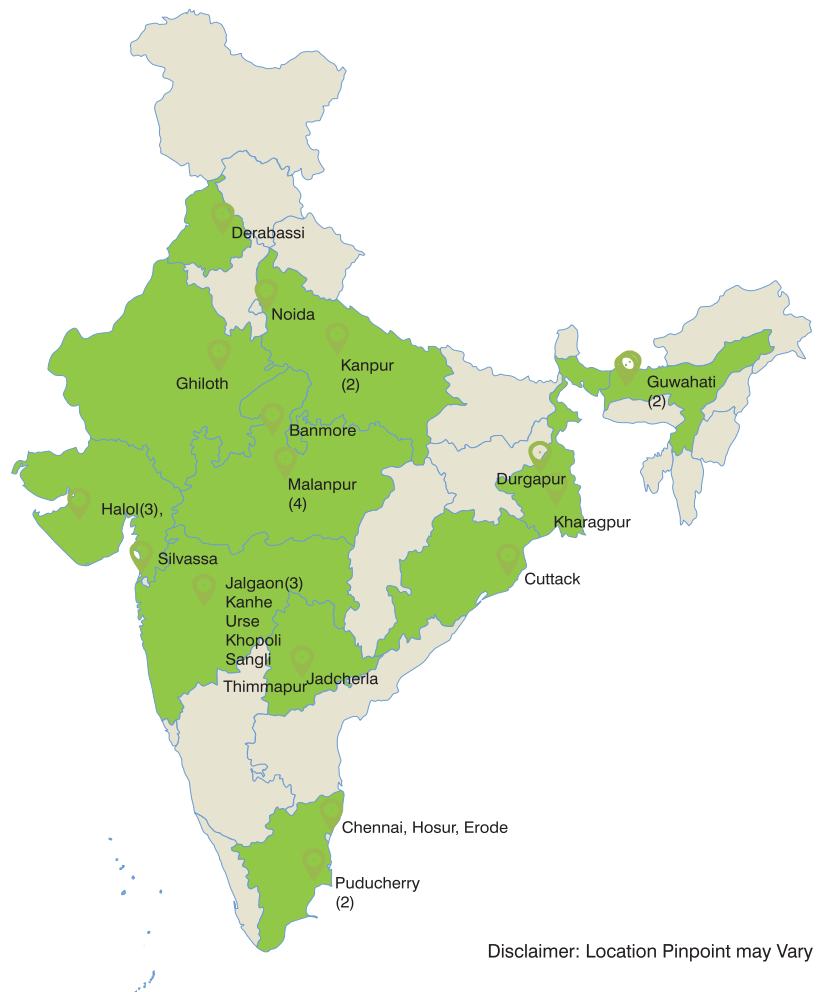 Derabassi
Noida
Kanpur
(2)
Ghiloth
Guwahati
(2)
Banmore
Durgapur
Malanpur
(4)
Halol(3),
Kharagpur
Silvassa
Cuttack
Jalgaon(3)
Kanhe
Urse
Khopoli
Sangli
Jadcherla
Thimmapur
Chennai, Hosur, Erode
Puducherry
(2)
Disclaimer: Location Pinpoint may Vary